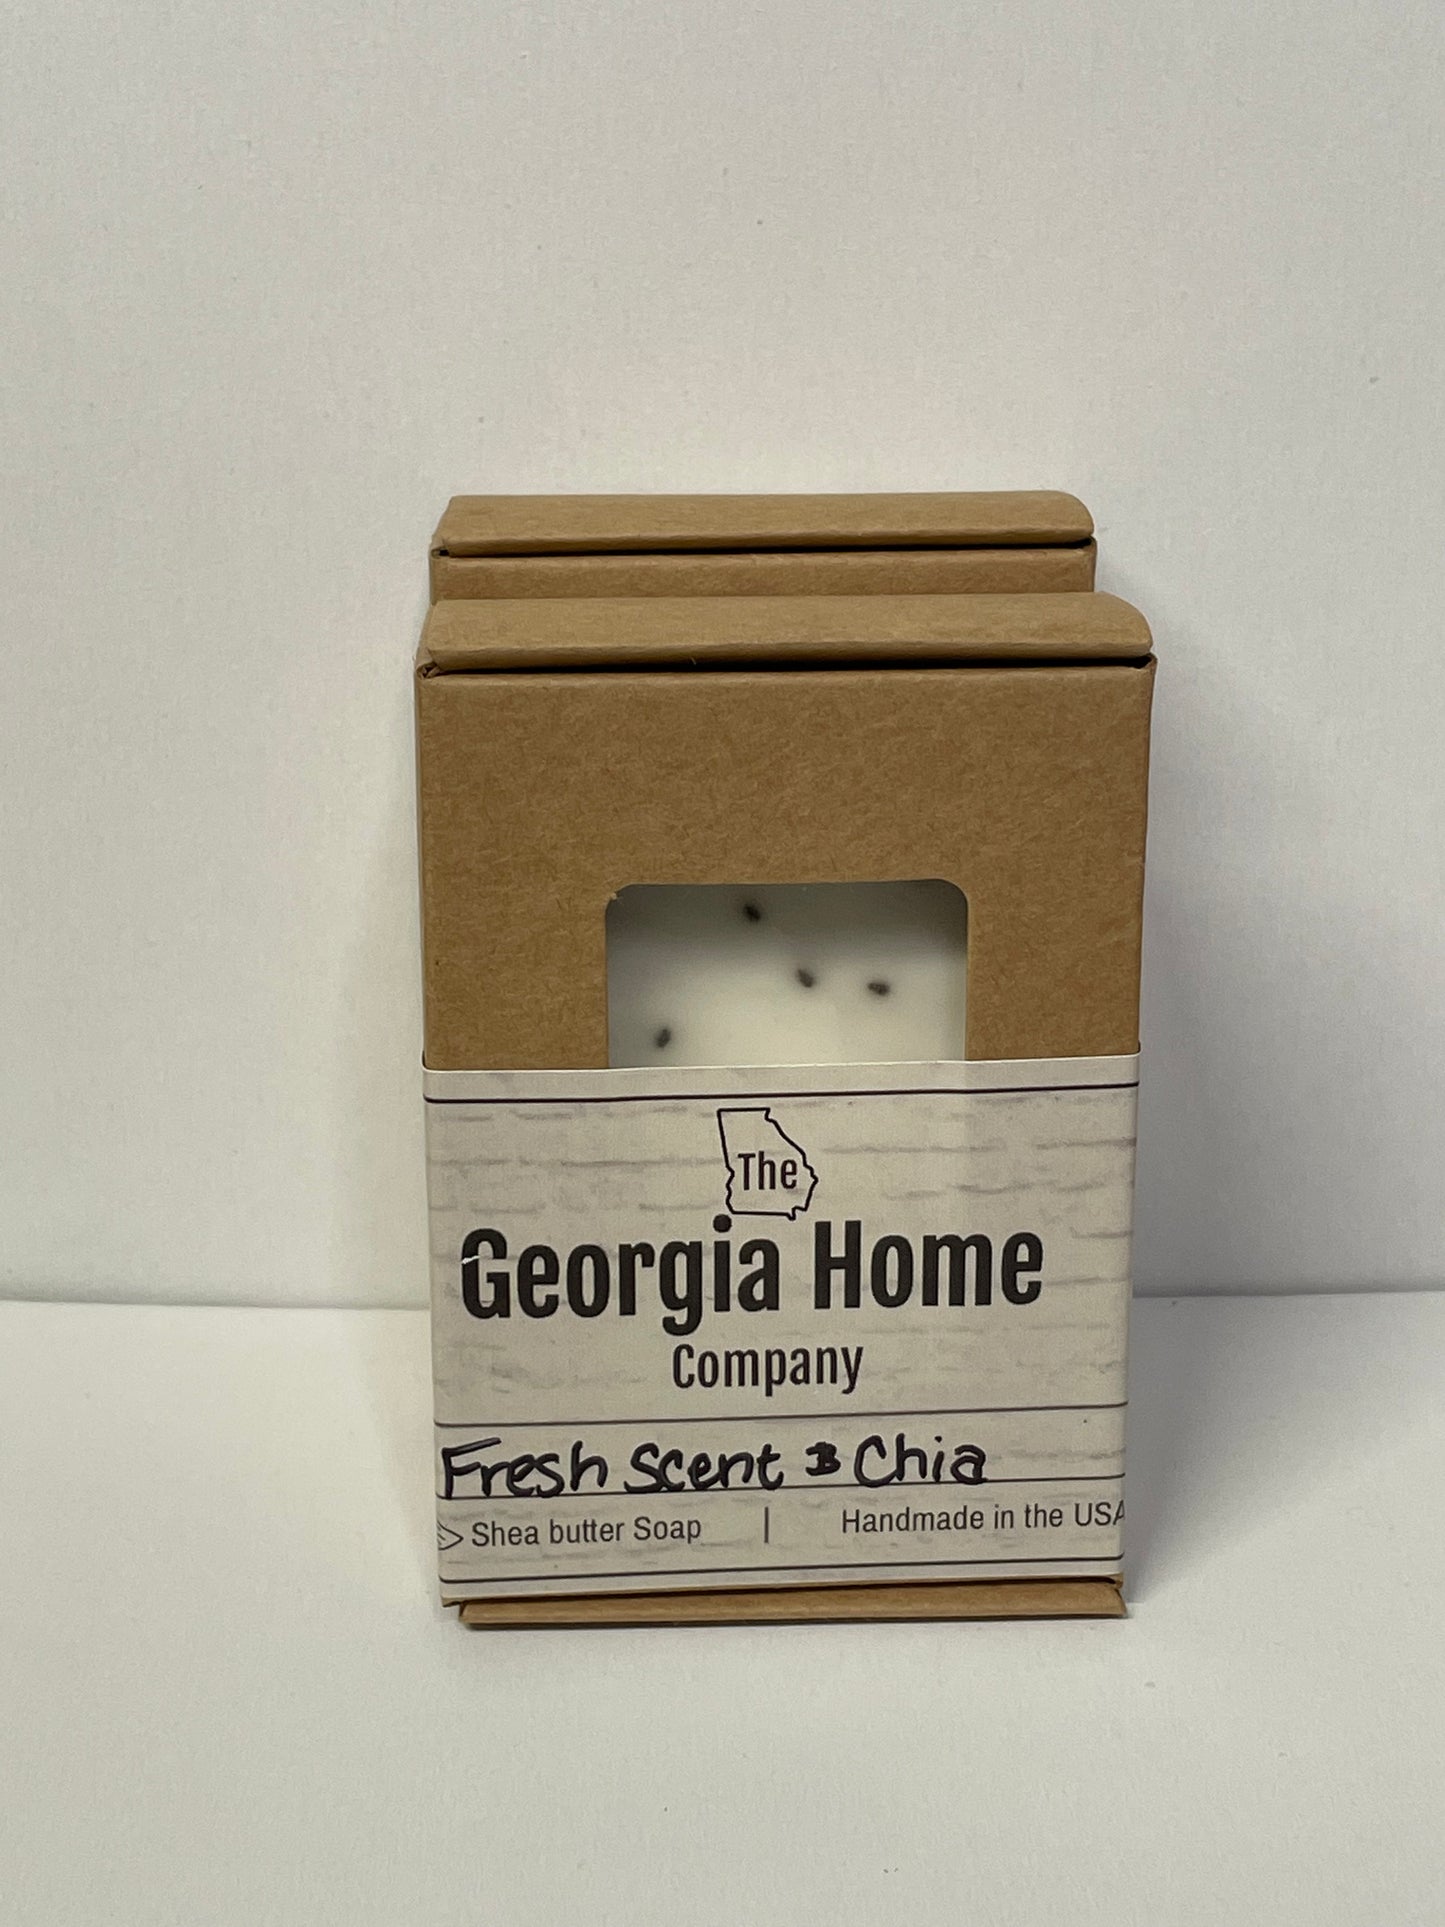 The
Georgia Home
Company
Fresh Scent & Chia
Shea butter Soap | Handmade in the USA